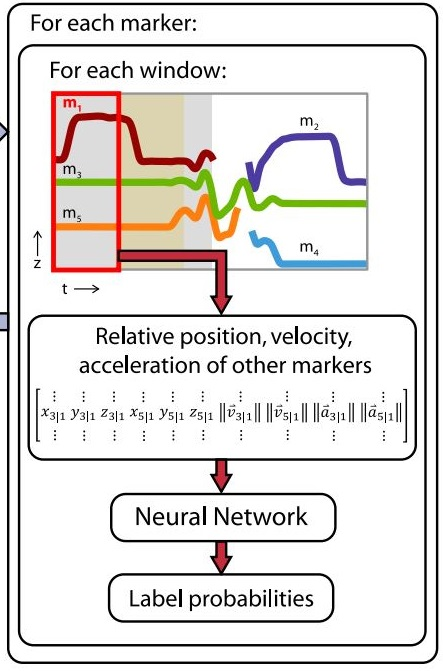 For each marker:
For each window:
m₁
m₂
m₃
m₅
m₄
z
t
Relative position, velocity,
acceleration of other markers
⋮ ⋮ ⋮ ⋮ ⋮ ⋮ ⋮ ⋮ ⋮ ⋮
x₃|₁ y₃|₁ z₃|₁ x₅|₁ y₅|₁ z₅|₁ ‖v⃗₃|₁‖ ‖v⃗₅|₁‖ ‖a⃗₃|₁‖ ‖a⃗₅|₁‖
⋮ ⋮ ⋮ ⋮ ⋮ ⋮ ⋮ ⋮ ⋮ ⋮
Neural Network
Label probabilities